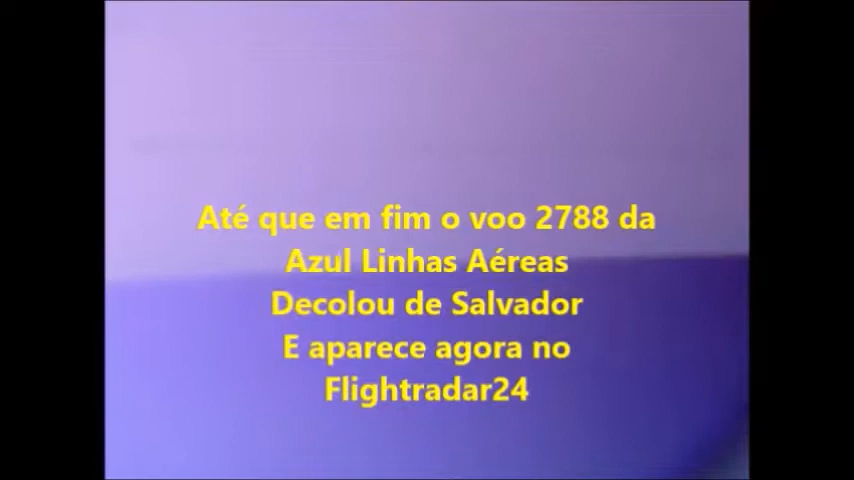 Até que em fim o voo 2788 da
Azul Linhas Aéreas
Decolou de Salvador
E aparece agora no
Flightradar24